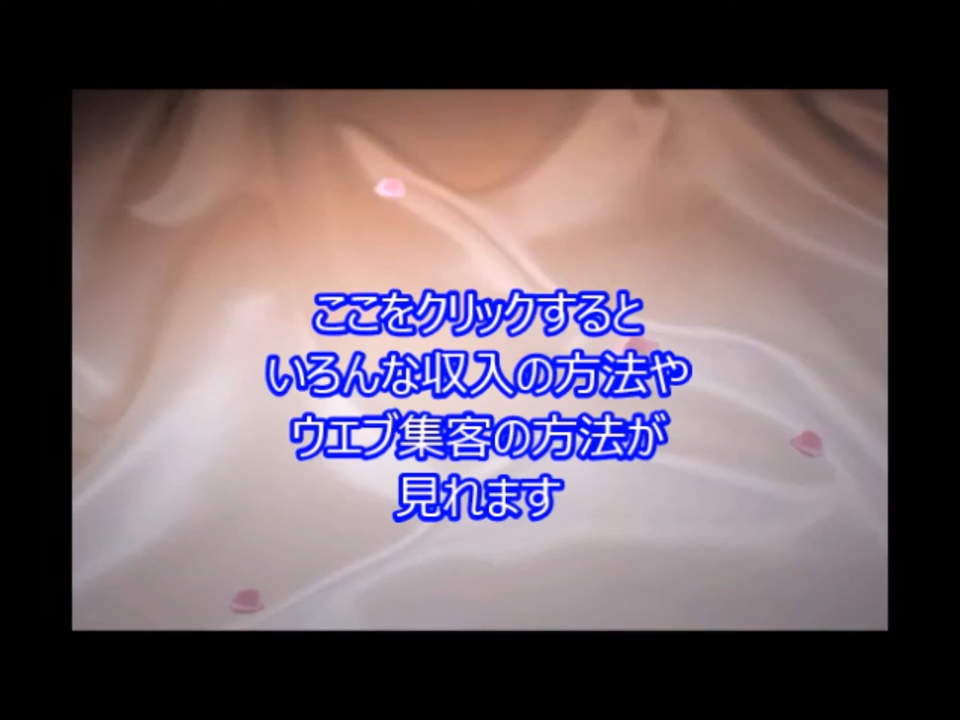 ここをクリックすると
いろんな収入の方法や
ウエブ集客の方法が
見れます